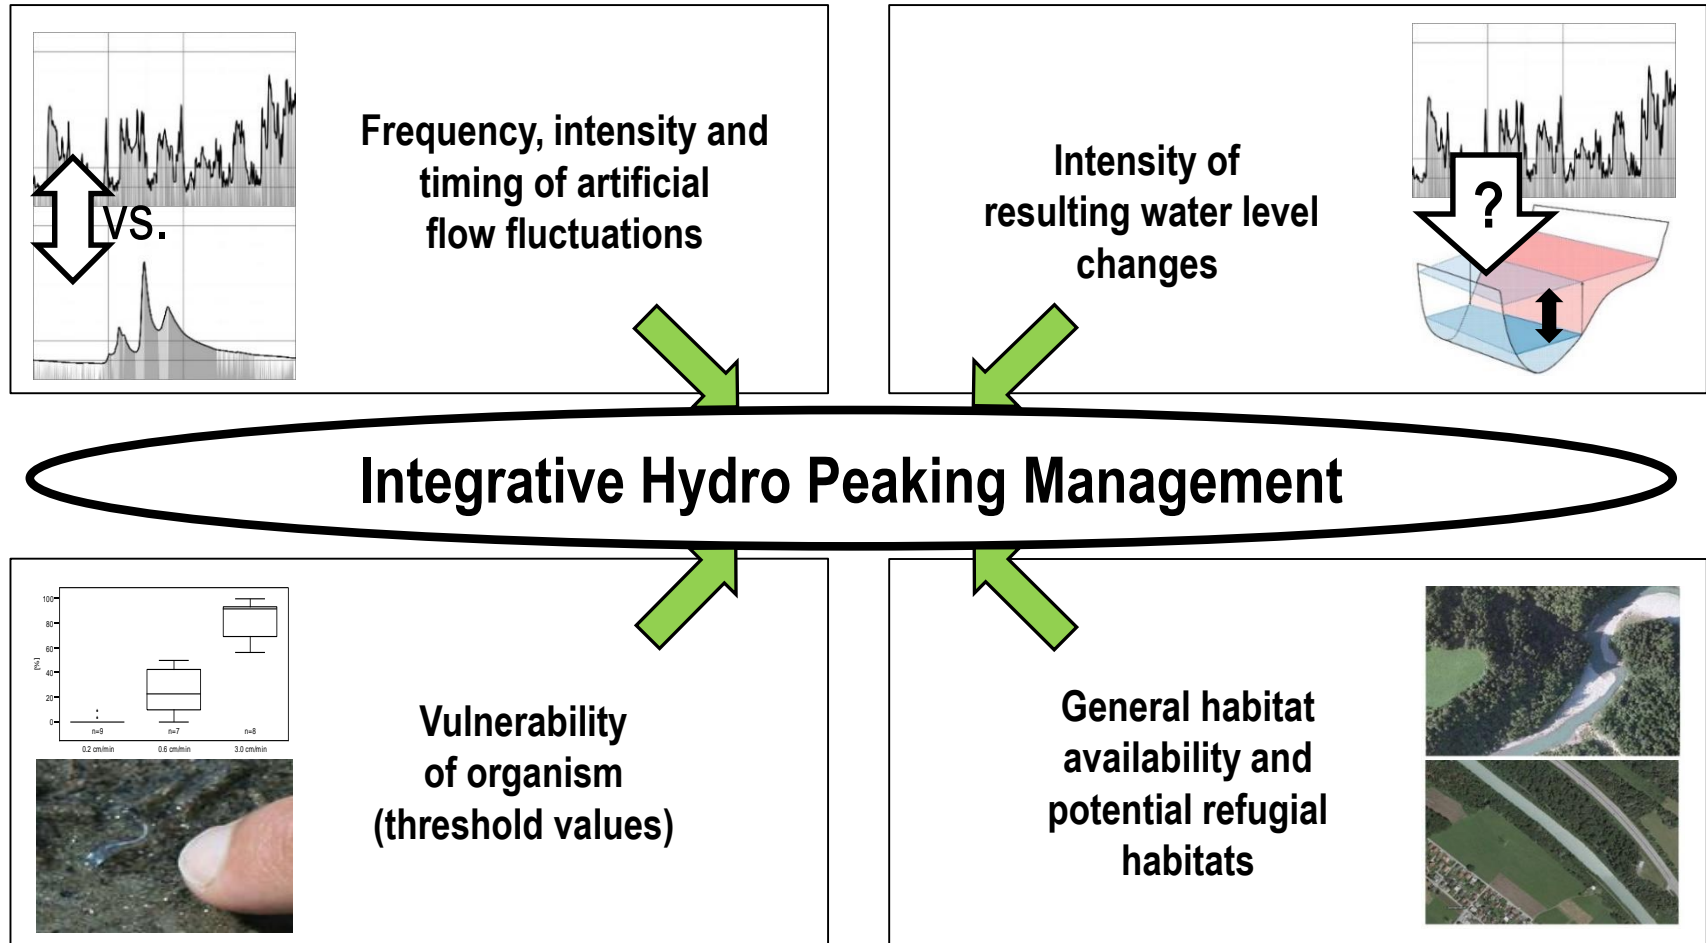 vs.
Frequency, intensity and
timing of artificial
flow fluctuations
Intensity of
resulting water level
changes
?
Integrative Hydro Peaking Management
100
80
60
40
20
0
[%]
n=9
n=7
n=8
0.2 cm/min
0.6 cm/min
3.0 cm/min
Vulnerability
of organism
(threshold values)
General habitat
availability and
potential refugial
habitats